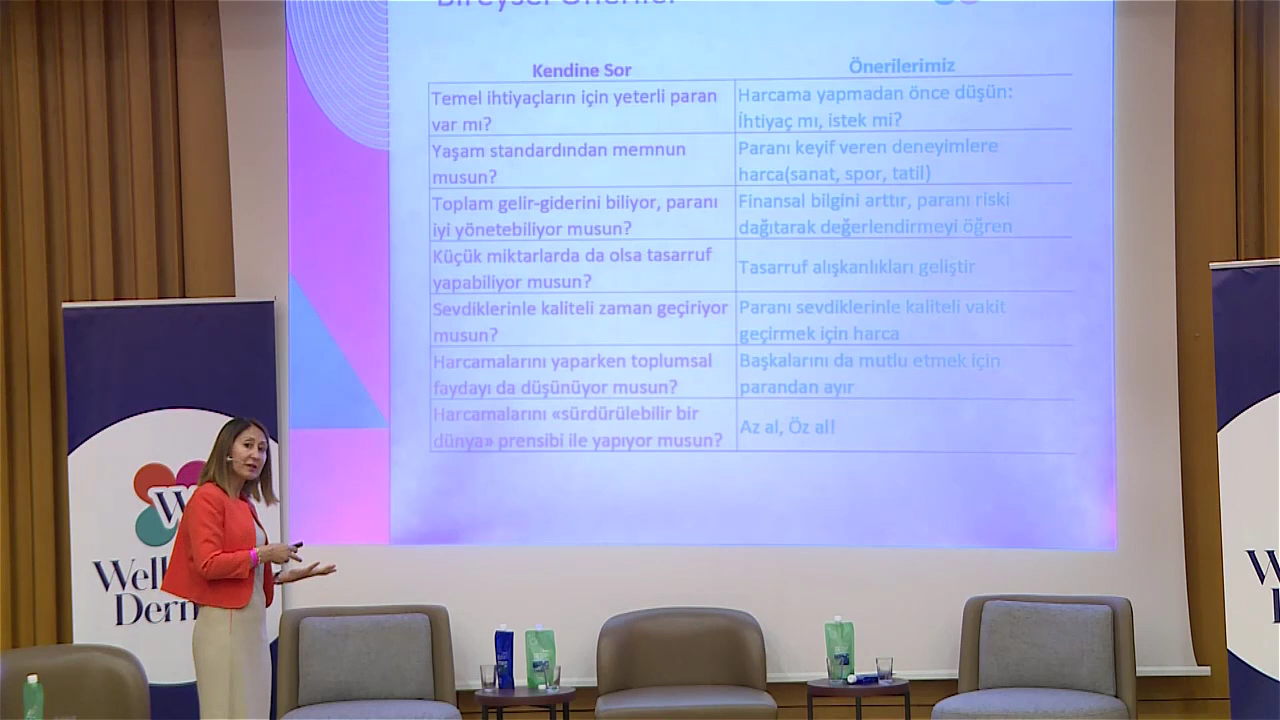 Bireysel Öneriler
Kendine Sor
Önerilerimiz
Temel ihtiyaçların için yeterli paran
var mı?
Harcama yapmadan önce düşün:
İhtiyaç mı, istek mi?
Yaşam standardından memnun
musun?
Paranı keyif veren deneyimlere
harca(sanat, spor, tatil)
Toplam gelir-giderini biliyor, paranı
iyi yönetebiliyor musun?
Finansal bilgini arttır, paranı riski
dağıtarak değerlendirmeyi öğren
Küçük miktarlarda da olsa tasarruf
yapabiliyor musun?
Tasarruf alışkanlıkları geliştir
Sevdiklerinle kaliteli zaman geçiriyor
musun?
Paranı sevdiklerinle kaliteli vakit
geçirmek için harca
Harcamalarını yaparken toplumsal
faydayı da düşünüyor musun?
Başkalarını da mutlu etmek için
parandan ayır
Harcamalarını «sürdürülebilir bir
dünya» prensibi ile yapıyor musun?
Az al, Öz al!
W
Well
Dern
W